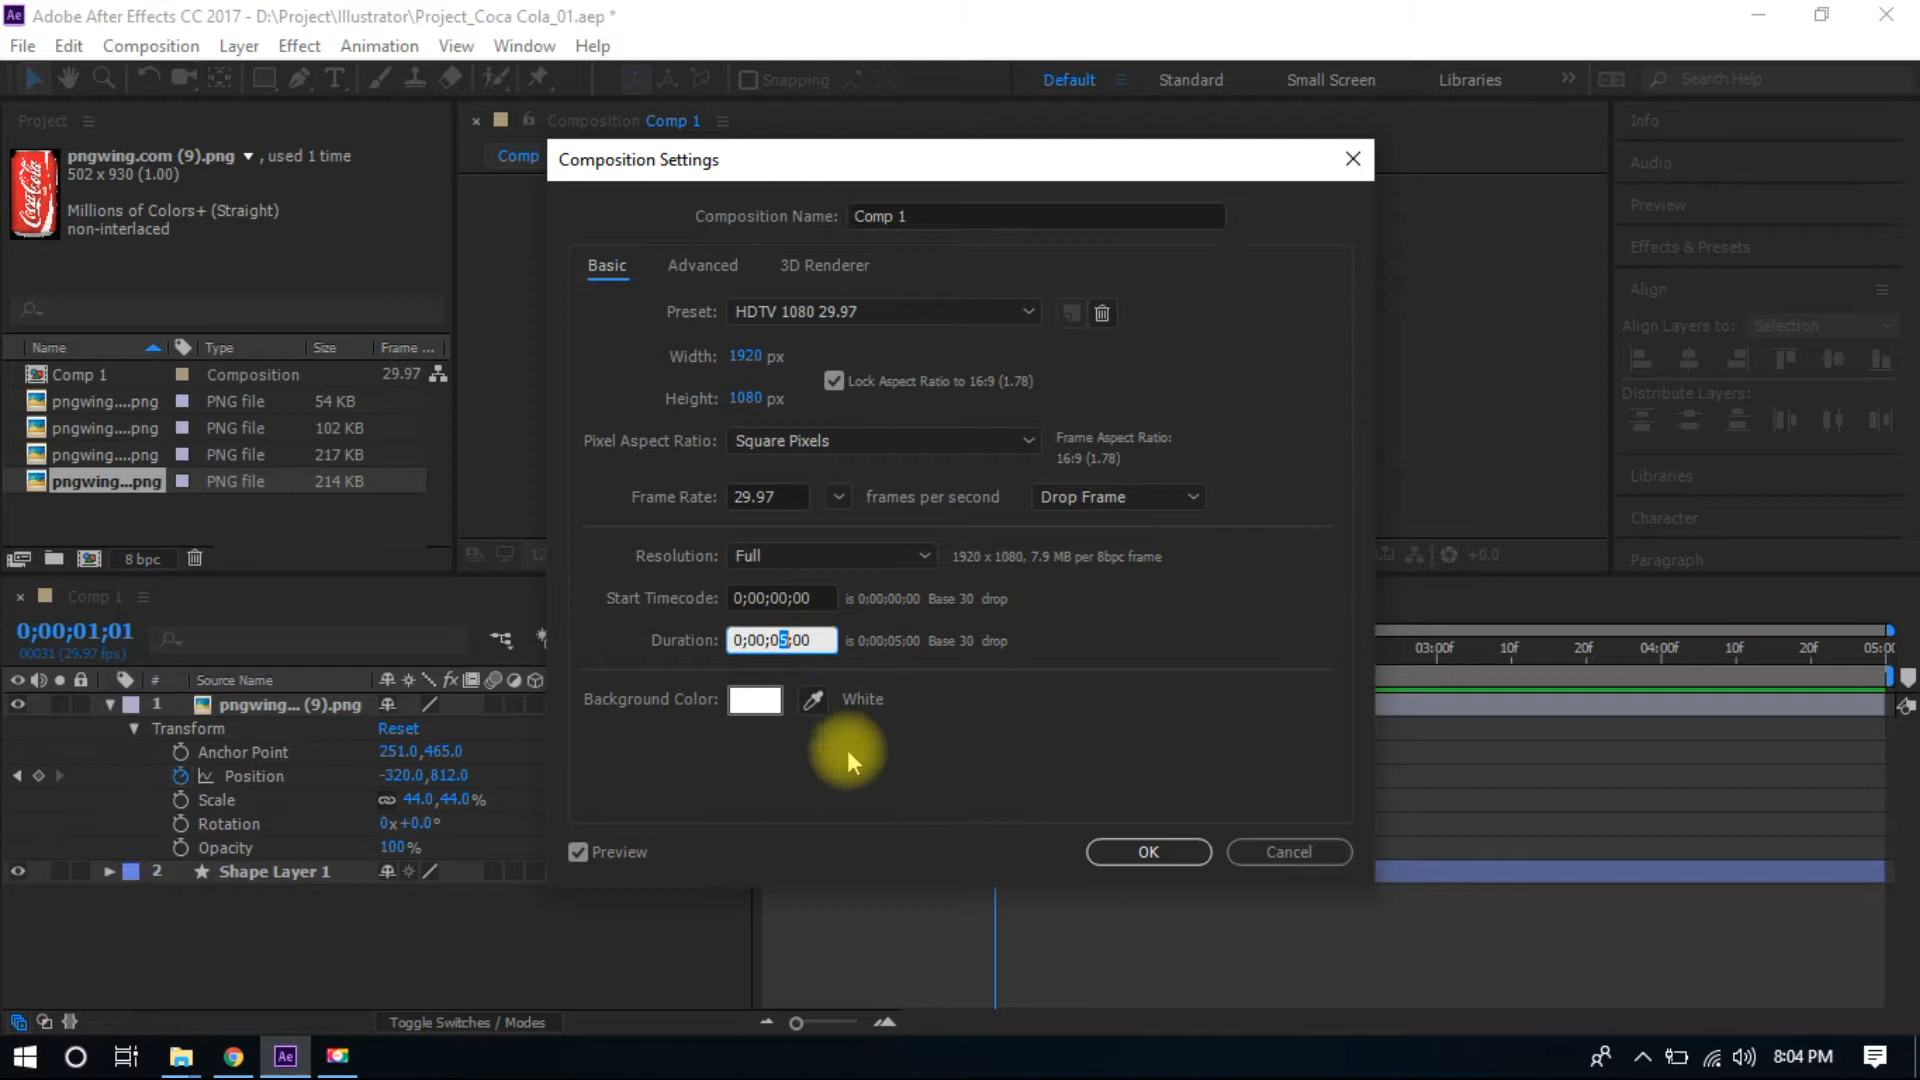 Ae Adobe After Effects CC 2017 - D:\Project\Illustrator\Project_Coca Cola_01.aep *
File Edit Composition Layer Effect Animation View Window Help
Snapping Default Standard Small Screen Libraries Search Help
Project
Composition Comp 1
Info
pngwing.com (9).png , used 1 time
502 x 930 (1.00)
Millions of Colors+ (Straight)
non-interlaced
Comp
Composition Settings
Audio
Preview
Effects & Presets
Align
Align Layers to: Selection
Distribute Layers:
Libraries
Character
Paragraph
Composition Name: Comp 1
Basic Advanced 3D Renderer
Preset: HDTV 1080 29.97
Width: 1920 px
Lock Aspect Ratio to 16:9 (1.78)
Height: 1080 px
Pixel Aspect Ratio: Square Pixels
Frame Aspect Ratio:
16:9 (1.78)
Frame Rate: 29.97 frames per second Drop Frame
Resolution: Full 1920 x 1080, 7.9 MB per 8bpc frame
Start Timecode: 0;00;00;00 is 0;00;00;00 Base 30 drop
Duration: 0;00;05;00 is 0;00;05;00 Base 30 drop
Background Color: White
Preview
OK Cancel
Name Type Size Frame ...
Comp 1 Composition 29.97
pngwing....png PNG file 54 KB
pngwing....png PNG file 102 KB
pngwing....png PNG file 217 KB
pngwing...png PNG file 214 KB
8 bpc
+0.0
Comp 1
0;00;01;01
00031 (29.97 fps)
03:00f 10f 20f 04:00f 10f 20f 05:00
# Source Name
1 pngwing... (9).png
Transform Reset
Anchor Point 251.0,465.0
Position -320.0,812.0
Scale 44.0,44.0%
Rotation 0x+0.0°
Opacity 100%
2 Shape Layer 1
Toggle Switches / Modes
Ae
8:04 PM